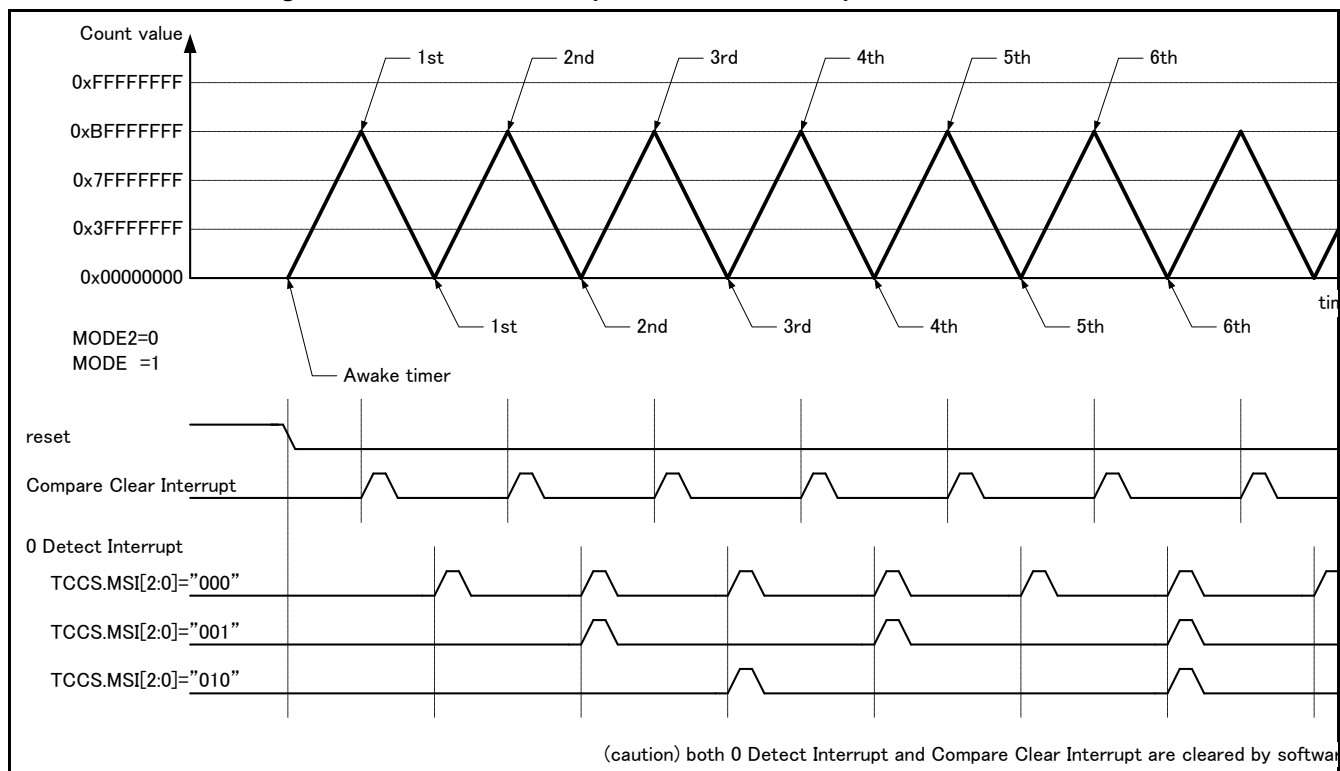 Count value
1st 2nd 3rd 4th 5th 6th
0xFFFFFFFF
0xBFFFFFFF
0x7FFFFFFF
0x3FFFFFFF
0x00000000
1st 2nd 3rd 4th 5th 6th
MODE2=0
MODE =1
Awake timer
reset
Compare Clear Interrupt
0 Detect Interrupt
TCCS.MSI[2:0]="000"
TCCS.MSI[2:0]="001"
TCCS.MSI[2:0]="010"
(caution) both 0 Detect Interrupt and Compare Clear Interrupt are cleared by